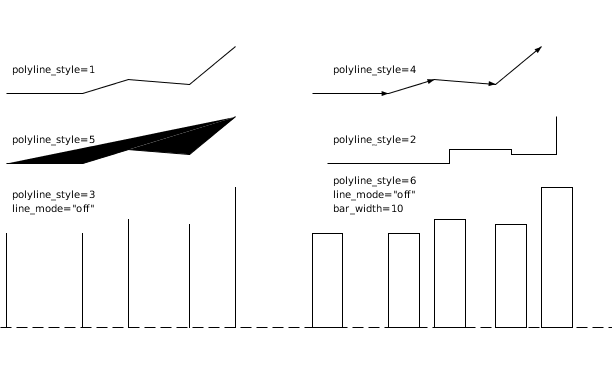 polyline_style=1
polyline_style=4
polyline_style=5
polyline_style=2
polyline_style=3
line_mode="off"
polyline_style=6
line_mode="off"
bar_width=10